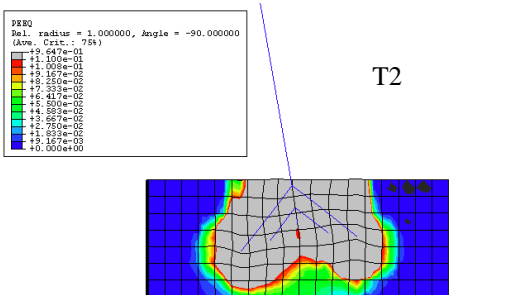 PEEQ
Rel. radius = 1.000000, Angle = -90.000000
(Ave. Crit.: 75%)
+9.647e-01
+1.100e-01
+1.008e-01
+9.167e-02
+8.250e-02
+7.333e-02
+6.417e-02
+5.500e-02
+4.583e-02
+3.667e-02
+2.750e-02
+1.833e-02
+9.167e-03
+0.000e+00
T2